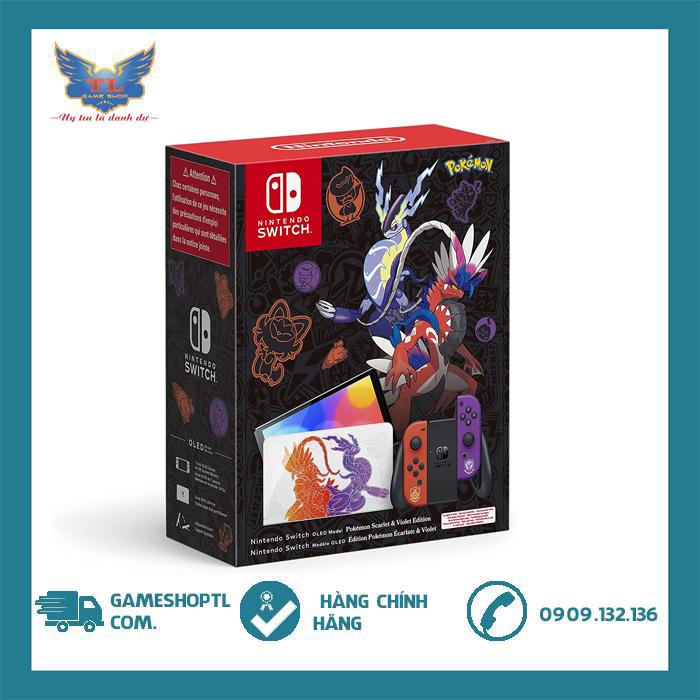 TL
GAME SHOP
Uy tín là danh dự
Nintendo
⚠ Attention ⚠
Chez certaines personnes,
l'utilisation de ce jeu nécessite
des précautions d'emploi
particulières qui sont détaillées
dans la notice jointe.
NINTENDO
SWITCH.
POKéMON
NINTENDO
SWITCH.
OLED
Nintendo Switch OLED Model Pokémon Scarlet & Violet Edition
Nintendo Switch Modèle OLED Édition Pokémon Écarlate & Violet
GAMESHOPTL
COM.
HÀNG CHÍNH
HÃNG
0909.132.136